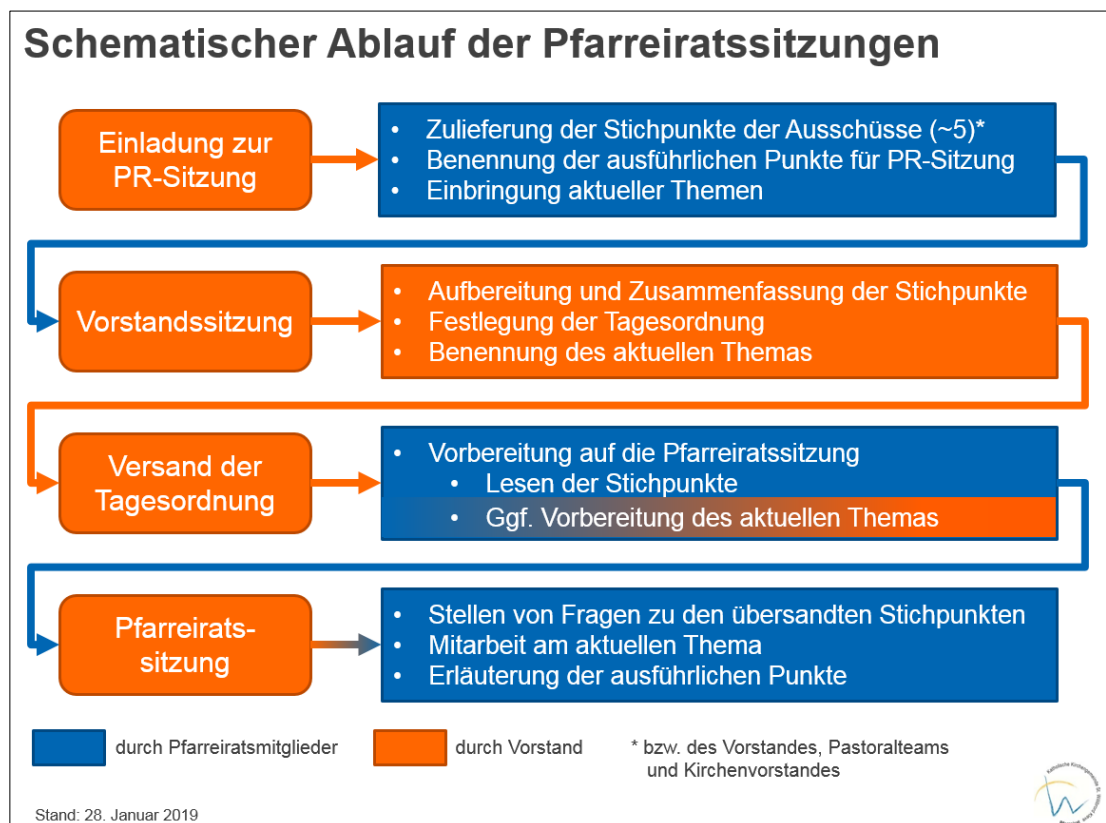 Schematischer Ablauf der Pfarreiratssitzungen
Einladung zur
PR-Sitzung
• Zulieferung der Stichpunkte der Ausschüsse (~5)*
• Benennung der ausführlichen Punkte für PR-Sitzung
• Einbringung aktueller Themen
Vorstandssitzung
• Aufbereitung und Zusammenfassung der Stichpunkte
• Festlegung der Tagesordnung
• Benennung des aktuellen Themas
Versand der
Tagesordnung
• Vorbereitung auf die Pfarreiratssitzung
• Lesen der Stichpunkte
• Ggf. Vorbereitung des aktuellen Themas
Pfarreirats-
sitzung
• Stellen von Fragen zu den übersandten Stichpunkten
• Mitarbeit am aktuellen Thema
• Erläuterung der ausführlichen Punkte
durch Pfarreiratsmitglieder
durch Vorstand
* bzw. des Vorstandes, Pastoralteams
und Kirchenvorstandes
Stand: 28. Januar 2019
Katholische Kirchengemeinde St.